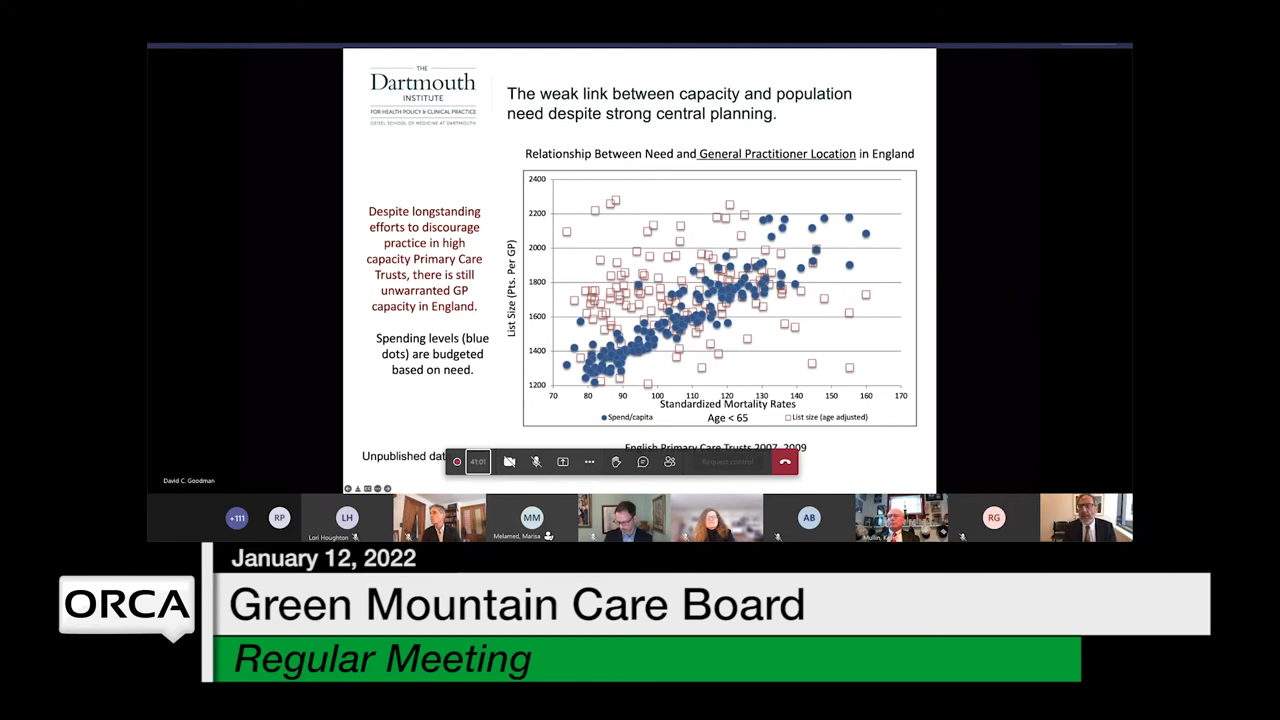 THE
Dartmouth
INSTITUTE
FOR HEALTH POLICY & CLINICAL PRACTICE
GEISEL SCHOOL OF MEDICINE AT DARTMOUTH
The weak link between capacity and population
need despite strong central planning.
Relationship Between Need and General Practitioner Location in England
Despite longstanding
efforts to discourage
practice in high
capacity Primary Care
Trusts, there is still
unwarranted GP
capacity in England.
Spending levels (blue
dots) are budgeted
based on need.
List Size (Pts. Per GP)
2400
2200
2000
1800
1600
1400
1200
70 80 90 100 110 120 130 140 150 160 170
Standardized Mortality Rates
Age < 65
Spend/capita
List size (age adjusted)
English Primary Care Trusts 2007, 2009
Unpublished dat
41:01
Request control
David C. Goodman
+111
RP
LH
Lori Houghton
MM
Melamed, Marisa
AB
Mullin, Kevin
RG
January 12, 2022
ORCA
Green Mountain Care Board
Regular Meeting